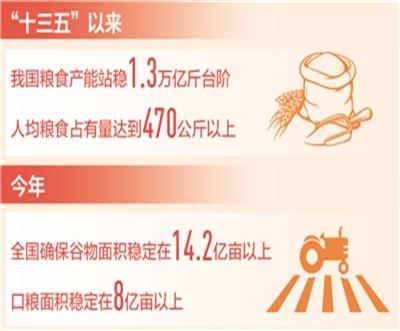 “十三五”以来
我国粮食产能站稳1.3万亿斤台阶
人均粮食占有量达到470公斤以上
今年
全国确保谷物面积稳定在14.2亿亩以上
口粮面积稳定在8亿亩以上